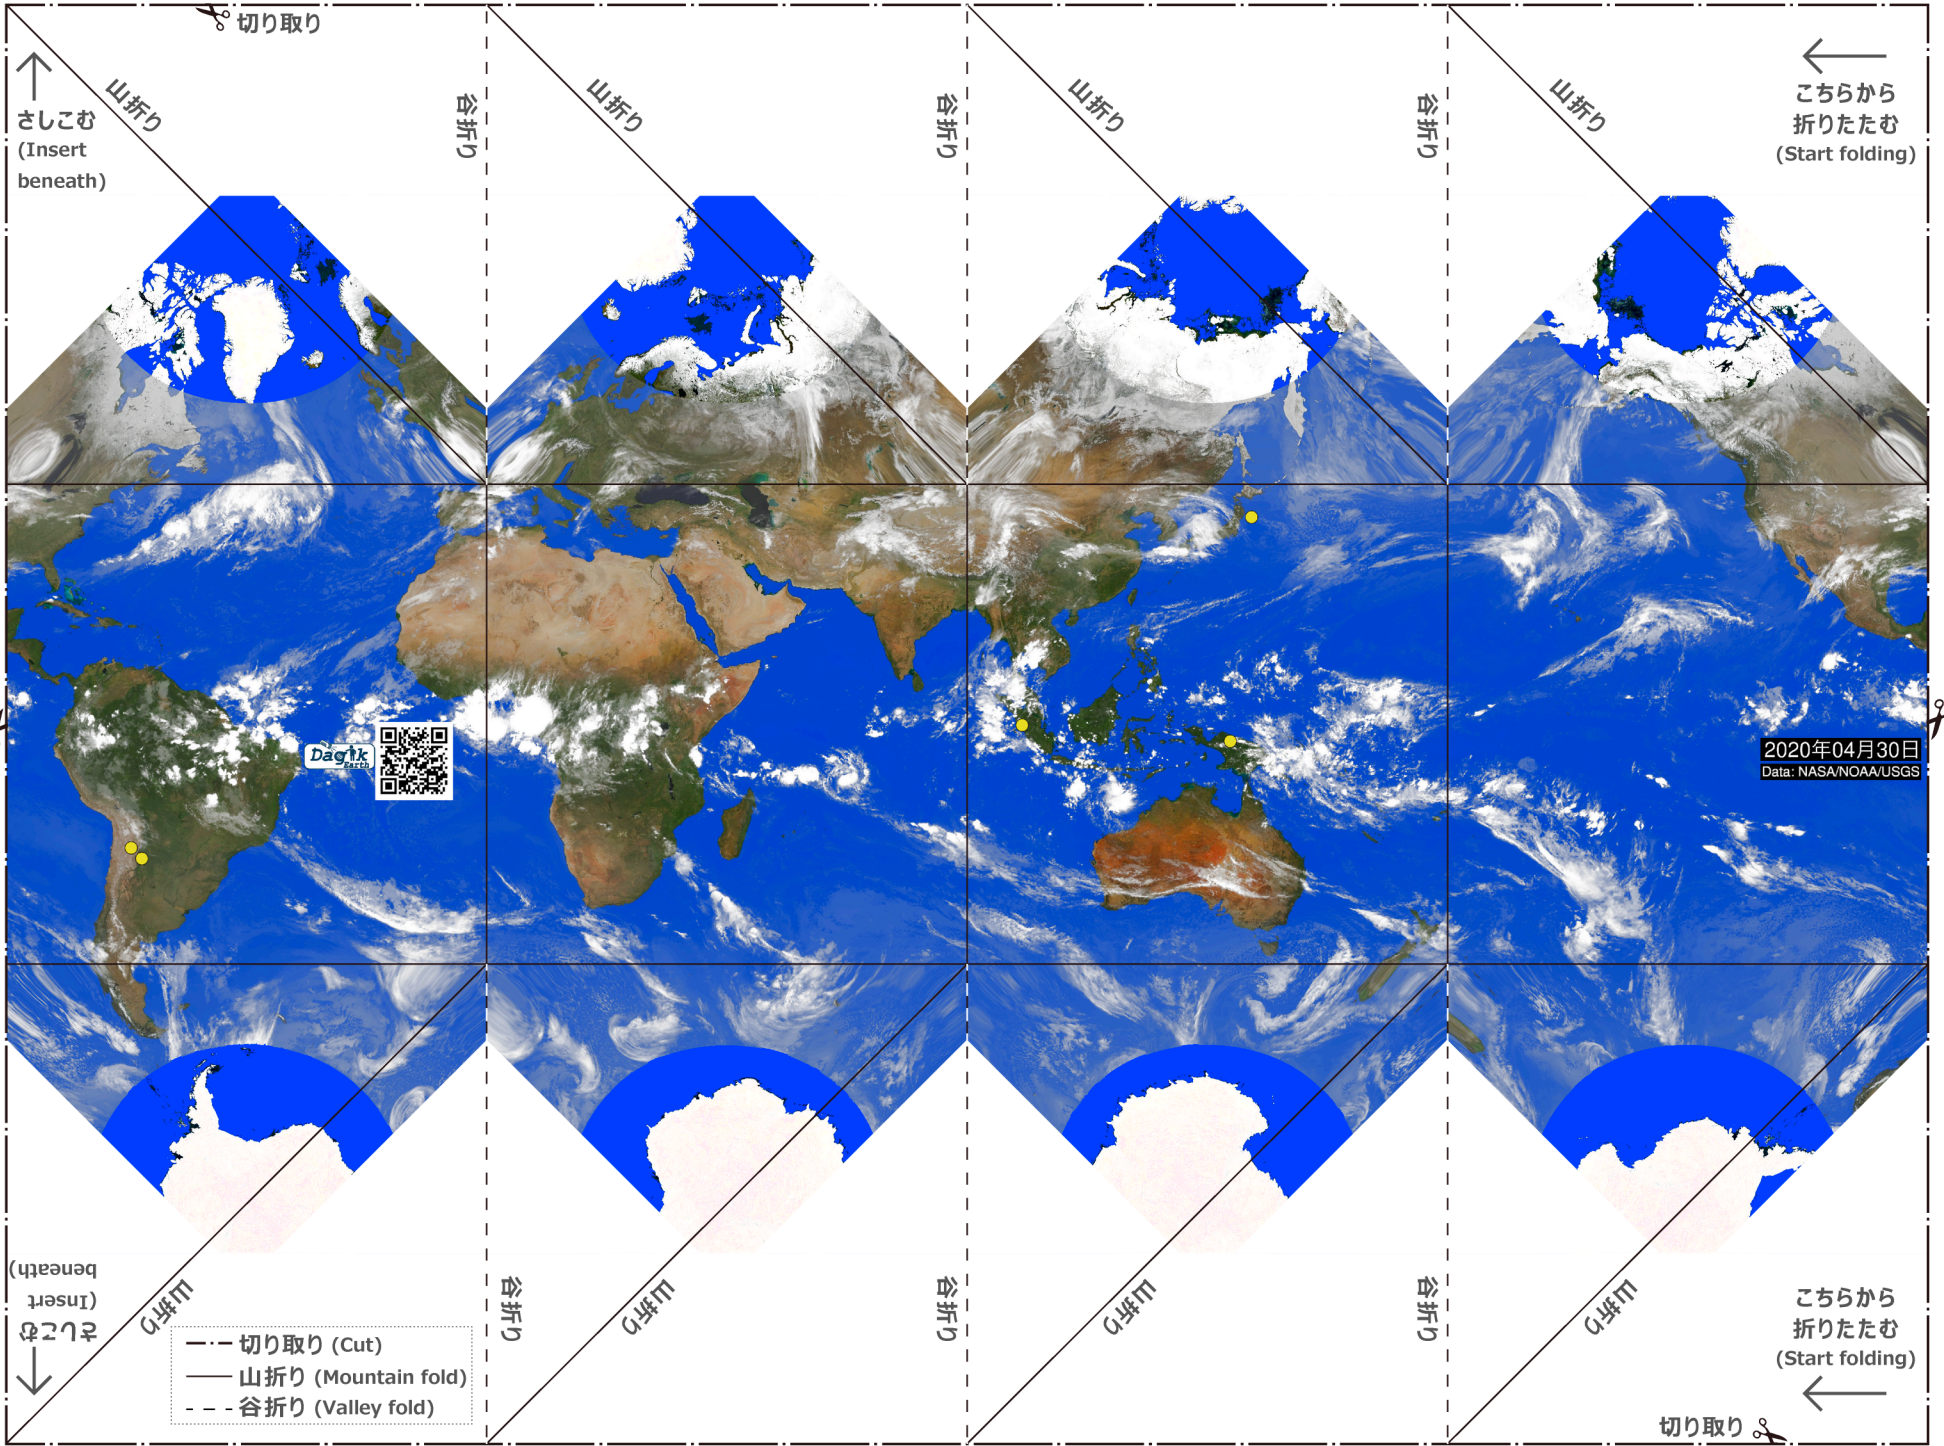 切り取り
山折り
谷折り
山折り
谷折り
山折り
谷折り
山折り
さしこむ
(Insert
beneath)
こちらから
折りたたむ
(Start folding)
Dagik
Earth
2020年04月30日
Data: NASA/NOAA/USGS
さしこむ
(Insert
beneath)
山折り
谷折り
山折り
谷折り
山折り
谷折り
山折り
切り取り (Cut)
山折り (Mountain fold)
谷折り (Valley fold)
こちらから
折りたたむ
(Start folding)
切り取り